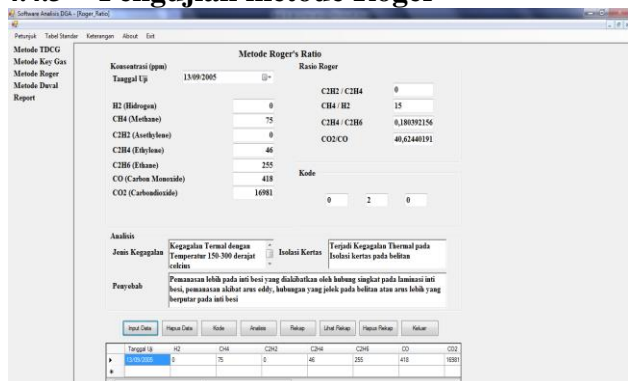 Pengujian metode Roger
Software Analisis DGA - [Roger_Ratio]
Petunjuk Tabel Standar Keterangan About Exit
Metode TDCG
Metode Key Gas
Metode Roger
Metode Duval
Report
Metode Roger's Ratio
Konsentrasi (ppm)
Tanggal Uji 13/09/2005
H2 (Hidrogen) 0
CH4 (Methane) 75
C2H2 (Asethylene) 0
C2H4 (Ethylene) 46
C2H6 (Ethane) 255
CO (Carbon Monoxide) 418
CO2 (Carbondioxide) 16981
Rasio Roger
C2H2 / C2H4 0
CH4 / H2 15
C2H4 / C2H6 0,180392156
CO2/CO 40,62440191
Kode
0 2 0
Analisis
Jenis Kegagalan
Kegagalan Termal dengan
Temperatur 150-300 derajat
celcius
Isolasi Kertas
Terjadi Kegagalan Thermal pada
Isolasi kertas pada belitan
Penyebab
Pemanasan lebih pada inti besi yang diakibatkan oleh hubung singkat pada laminasi inti
besi, pemanasan akibat arus eddy, hubungan yang jolek pada belitan atau arus lebih yang
berputar pada inti besi
Input Data Hapus Data Kode Analisa Rekap Lihat Rekap Hapus Rekap Keluar
Tanggal Uji H2 CH4 C2H2 C2H4 C2H6 CO CO2
13/09/2005 0 75 0 46 255 418 16981